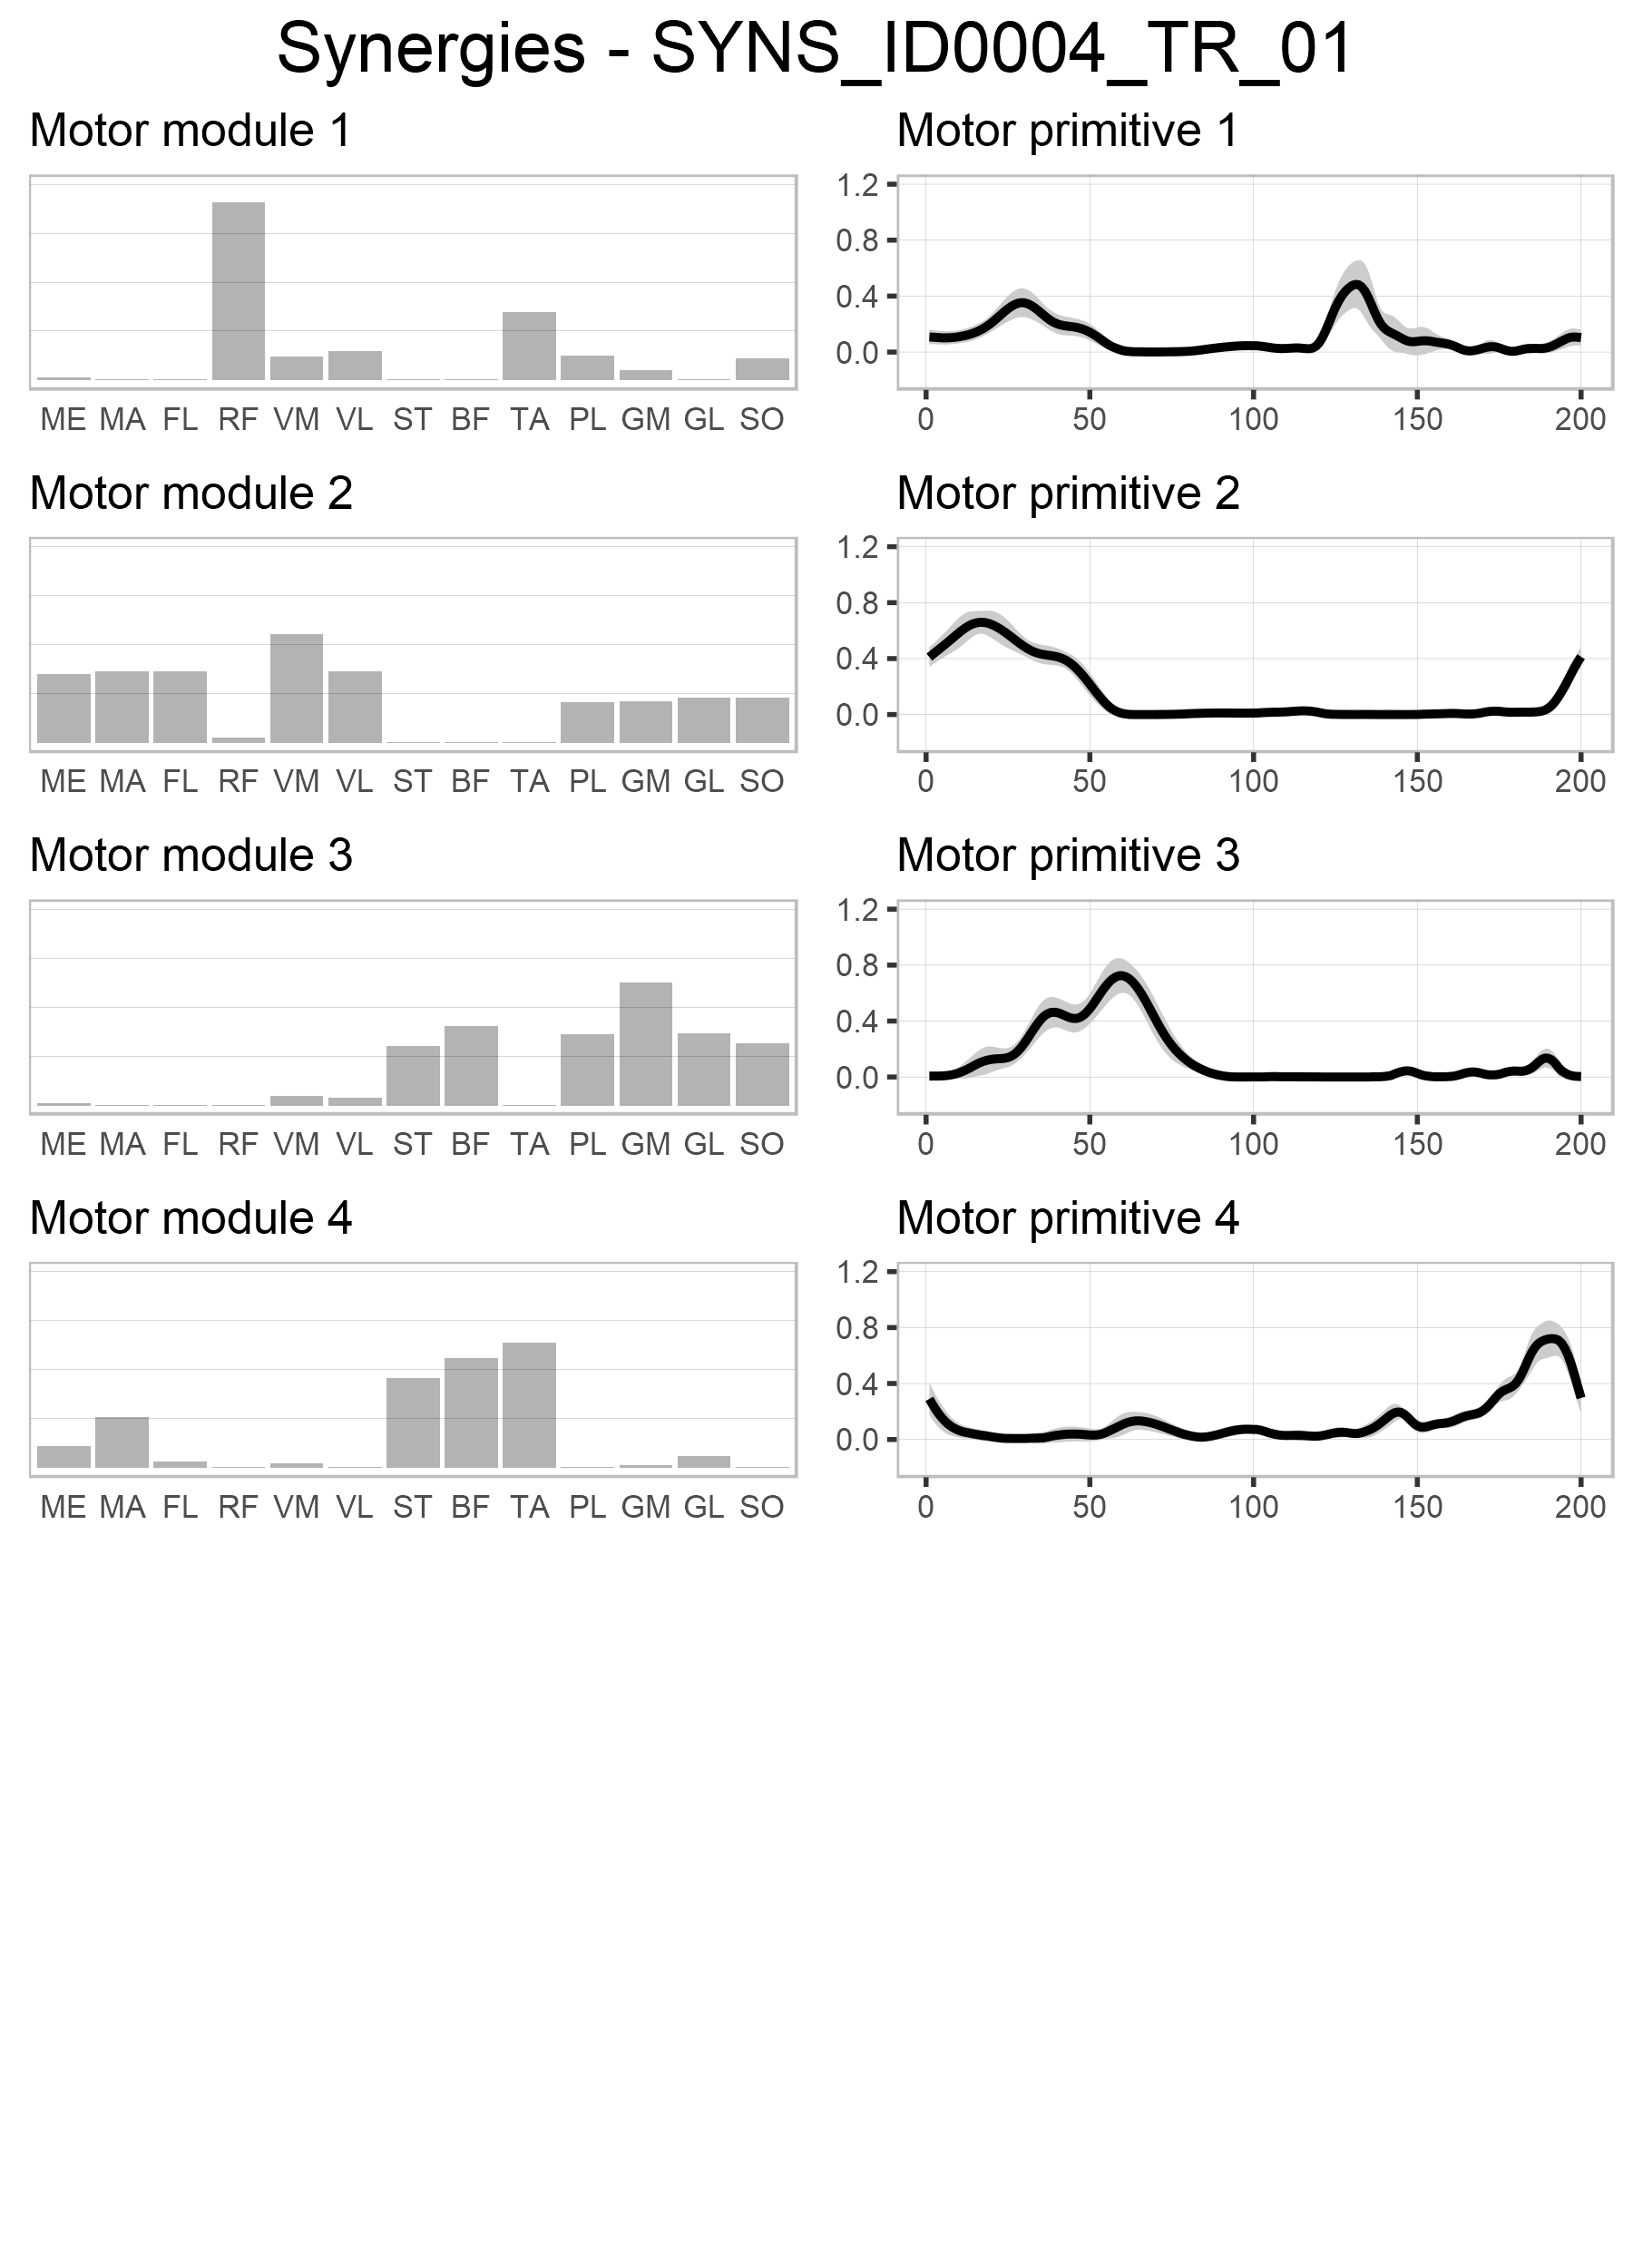 Synergies - SYNS_ID0004_TR_01
Motor module 1
Motor primitive 1
1.2
0.8
0.4
0.0
ME MA FL RF VM VL ST BF TA PL GM GL SO
0 50 100 150 200
Motor module 2
Motor primitive 2
1.2
0.8
0.4
0.0
ME MA FL RF VM VL ST BF TA PL GM GL SO
0 50 100 150 200
Motor module 3
Motor primitive 3
1.2
0.8
0.4
0.0
ME MA FL RF VM VL ST BF TA PL GM GL SO
0 50 100 150 200
Motor module 4
Motor primitive 4
1.2
0.8
0.4
0.0
ME MA FL RF VM VL ST BF TA PL GM GL SO
0 50 100 150 200